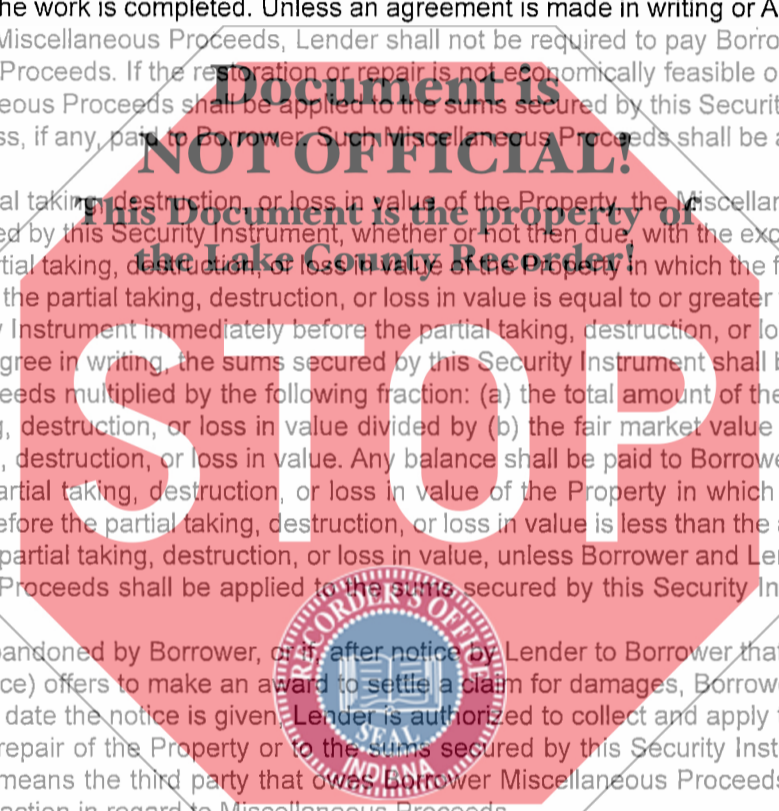 he work is completed. Unless an agreement is made in writing or A
Miscellaneous Proceeds, Lender shall not be required to pay Borro
Proceeds. If the restoration or repair is not economically feasible o
eous Proceeds shall be applied to the sums secured by this Securit
ss, if any, paid to Borrower. Such Miscellaneous Proceeds shall be a
Document is
NOT OFFICIAL!
This Document is the property of
the Lake County Recorder!
al taking, destruction, or loss in value of the Property, the Miscellan
ed by this Security Instrument, whether or not then due, with the exc
tial taking, destruction, or loss in value of the Property in which the f
the partial taking, destruction, or loss in value is equal to or greater
Instrument immediately before the partial taking, destruction, or lo
gree in writing, the sums secured by this Security Instrument shall b
eeds multiplied by the following fraction: (a) the total amount of the
, destruction, or loss in value divided by (b) the fair market value
, destruction, or loss in value. Any balance shall be paid to Borrowe
STOP
artial taking, destruction, or loss in value of the Property in which
efore the partial taking, destruction, or loss in value is less than the a
partial taking, destruction, or loss in value, unless Borrower and Len
Proceeds shall be applied to the sums secured by this Security In
andoned by Borrower, or if, after notice by Lender to Borrower that
ce) offers to make an award to settle a claim for damages, Borrow
date the notice is given, Lender is authorized to collect and apply
repair of the Property or to the sums secured by this Security Inst
means the third party that owes Borrower Miscellaneous Proceed
action in regard to Miscellaneous Proceeds.
RECORDER'S OFFICE
SEAL
INDIANA